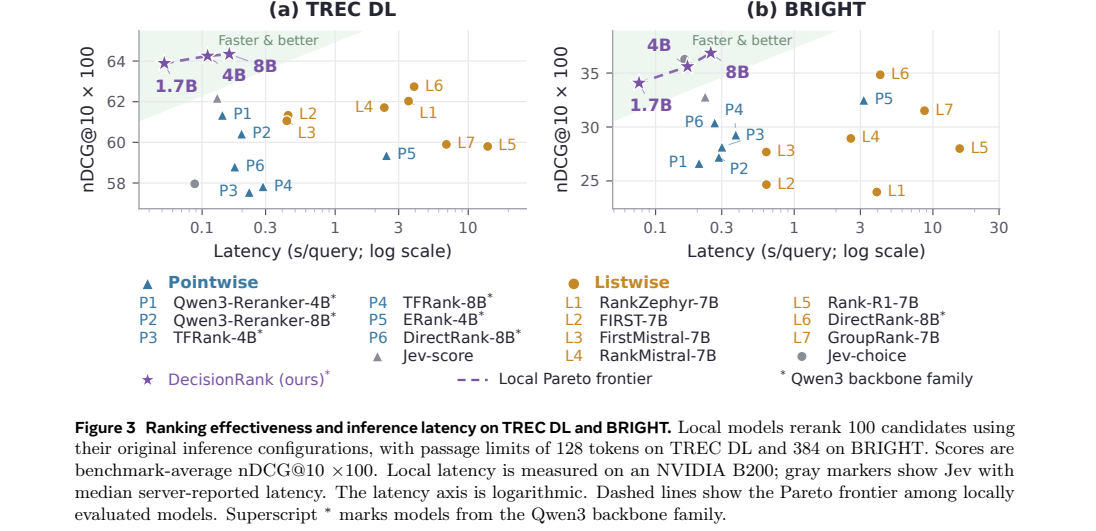 (a) TREC DL
(b) BRIGHT
nDCG@10 × 100
64
62
60
58
Faster & better
1.7B
4B
8B
P1
P2
P6
P3
P4
P5
L2
L3
L4
L6
L1
L7
L5
0.1
0.3
1
3
10
Latency (s/query; log scale)
nDCG@10 × 100
35
30
25
Faster & better
4B
8B
1.7B
P4
P6
P3
P1
P2
P5
L6
L7
L4
L3
L5
L2
L1
0.1
0.3
1
3
10
30
Latency (s/query; log scale)
Pointwise
P1 Qwen3-Reranker-4B*
P2 Qwen3-Reranker-8B*
P3 TFRank-4B*
P4 TFRank-8B*
P5 ERank-4B*
P6 DirectRank-8B*
Jev-score
Listwise
L1 RankZephyr-7B
L2 FIRST-7B
L3 FirstMistral-7B
L4 RankMistral-7B
L5 Rank-R1-7B
L6 DirectRank-8B*
L7 GroupRank-7B
Jev-choice
DecisionRank (ours)*
Local Pareto frontier
* Qwen3 backbone family
Figure 3 Ranking effectiveness and inference latency on TREC DL and BRIGHT. Local models rerank 100 candidates using
their original inference configurations, with passage limits of 128 tokens on TREC DL and 384 on BRIGHT. Scores are
benchmark-average nDCG@10 ×100. Local latency is measured on an NVIDIA B200; gray markers show Jev with
median server-reported latency. The latency axis is logarithmic. Dashed lines show the Pareto frontier among locally
evaluated models. Superscript * marks models from the Qwen3 backbone family.